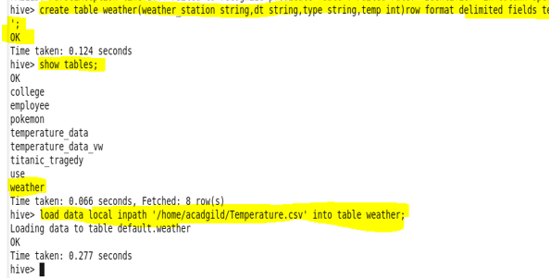 hive> create table weather(weather_station string,dt string,type string,temp int)row format delimited fields te
';
OK
Time taken: 0.124 seconds
hive> show tables;
OK
college
employee
pokemon
temperature_data
temperature_data_vw
titanic_tragedy
use
weather
Time taken: 0.066 seconds, Fetched: 8 row(s)
hive> load data local inpath '/home/acadgild/Temperature.csv' into table weather;
Loading data to table default.weather
OK
Time taken: 0.277 seconds
hive>